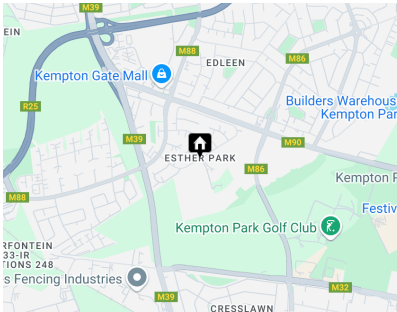 M39
EIN
M88
EDLEEN
M86
Kempton Gate Mall
Builders Warehous
Kempton Par
R25
M39
M90
ESTHER PARK
M86
Kempton P
M88
Festiv
Kempton Park Golf Club
RFONTEIN
33-IR
TIONS 248
s Fencing Industries
M32
M39
CRESSLAWN